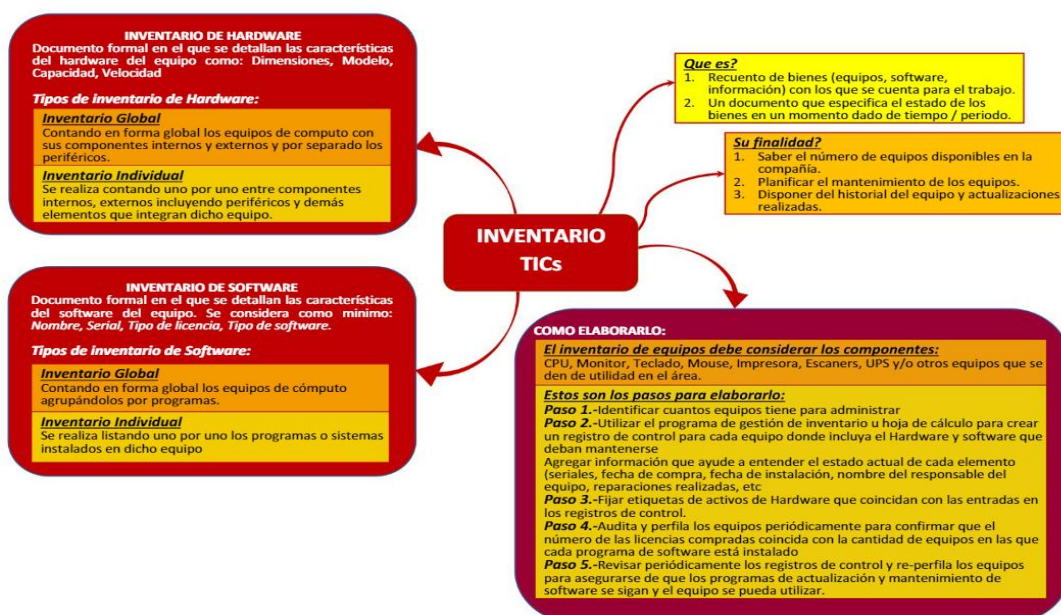 INVENTARIO DE HARDWARE
Documento formal en el que se detallan las características
del hardware del equipo como: Dimensiones, Modelo,
Capacidad, Velocidad
Tipos de inventario de Hardware:
Inventario Global
Contando en forma global los equipos de computo con
sus componentes internos y externos y por separado los
periféricos.
Inventario Individual
Se realiza contando uno por uno entre componentes
internos, externos incluyendo periféricos y demás
elementos que integran dicho equipo.
Que es?
1. Recuento de bienes (equipos, software,
información) con los que se cuenta para el trabajo.
2. Un documento que especifica el estado de los
bienes en un momento dado de tiempo / periodo.
Su finalidad?
1. Saber el número de equipos disponibles en la
compañía.
2. Planificar el mantenimiento de los equipos.
3. Disponer del historial del equipo y actualizaciones
realizadas.
INVENTARIO
TICs
INVENTARIO DE SOFTWARE
Documento formal en el que se detallan las características
del software del equipo. Se considera como minimo:
Nombre, Serial, Tipo de licencia, Tipo de software.
Tipos de inventario de Software:
Inventario Global
Contando en forma global los equipos de cómputo
agrupándolos por programas.
Inventario Individual
Se realiza listando uno por uno los programas o sistemas
instalados en dicho equipo
COMO ELABORARLO:
El inventario de equipos debe considerar los componentes:
CPU, Monitor, Teclado, Mouse, Impresora, Escaners, UPS y/o otros equipos que se
den de utilidad en el área.
Estos son los pasos para elaborarlo:
Paso 1.-Identificar cuantos equipos tiene para administrar
Paso 2.-Utilizar el programa de gestión de inventario u hoja de cálculo para crear
un registro de control para cada equipo donde incluya el Hardware y software que
deban mantenerse
Agregar información que ayude a entender el estado actual de cada elemento
(seriales, fecha de compra, fecha de instalación, nombre del responsable del
equipo, reparaciones realizadas, etc
Paso 3.-Fijar etiquetas de activos de Hardware que coincidan con las entradas en
los registros de control.
Paso 4.-Audita y perfila los equipos periódicamente para confirmar que el
número de las licencias compradas coincida con la cantidad de equipos en las que
cada programa de software está instalado
Paso 5.-Revisar periódicamente los registros de control y re-perfila los equipos
para asegurarse de que los programas de actualización y mantenimiento de
software se sigan y el equipo se pueda utilizar.